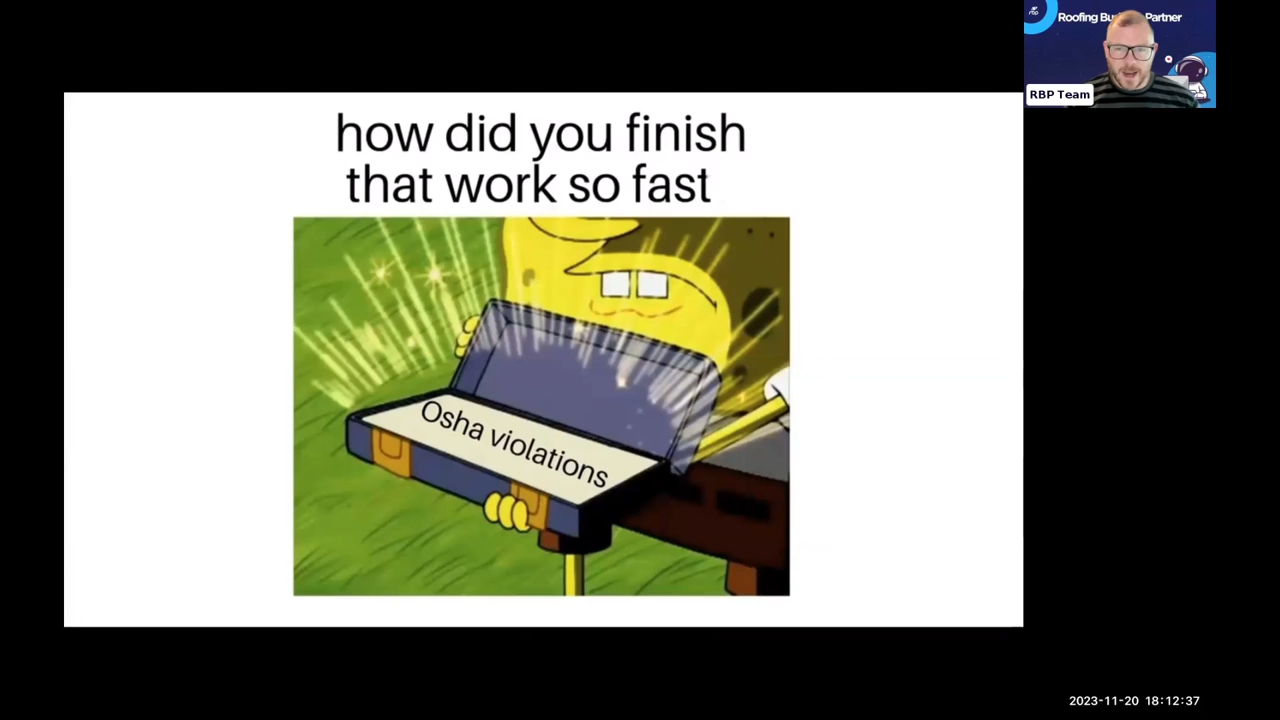 how did you finish
that work so fast
Osha violations
rbp
Roofing Bu Partner
RBP Team
2023-11-20 18:12:37